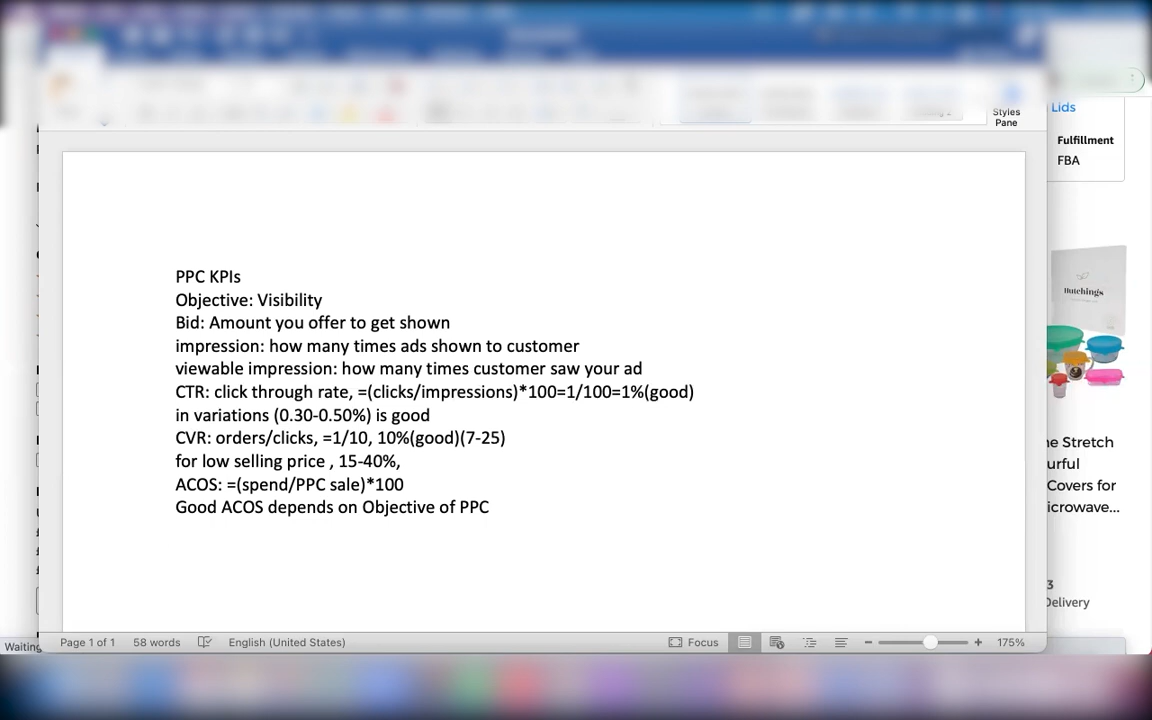 Styles
Pane
Lids
Fulfillment
FBA
Hutchings
PPC KPIs
Objective: Visibility
Bid: Amount you offer to get shown
impression: how many times ads shown to customer
viewable impression: how many times customer saw your ad
CTR: click through rate, =(clicks/impressions)*100=1/100=1%(good)
in variations (0.30-0.50%) is good
CVR: orders/clicks, =1/10, 10%(good)(7-25)
for low selling price , 15-40%,
ACOS: =(spend/PPC sale)*100
Good ACOS depends on Objective of PPC
Stretch
Covers for
Delivery
Waiting
Page 1 of 1 58 words English (United States) Focus 175%